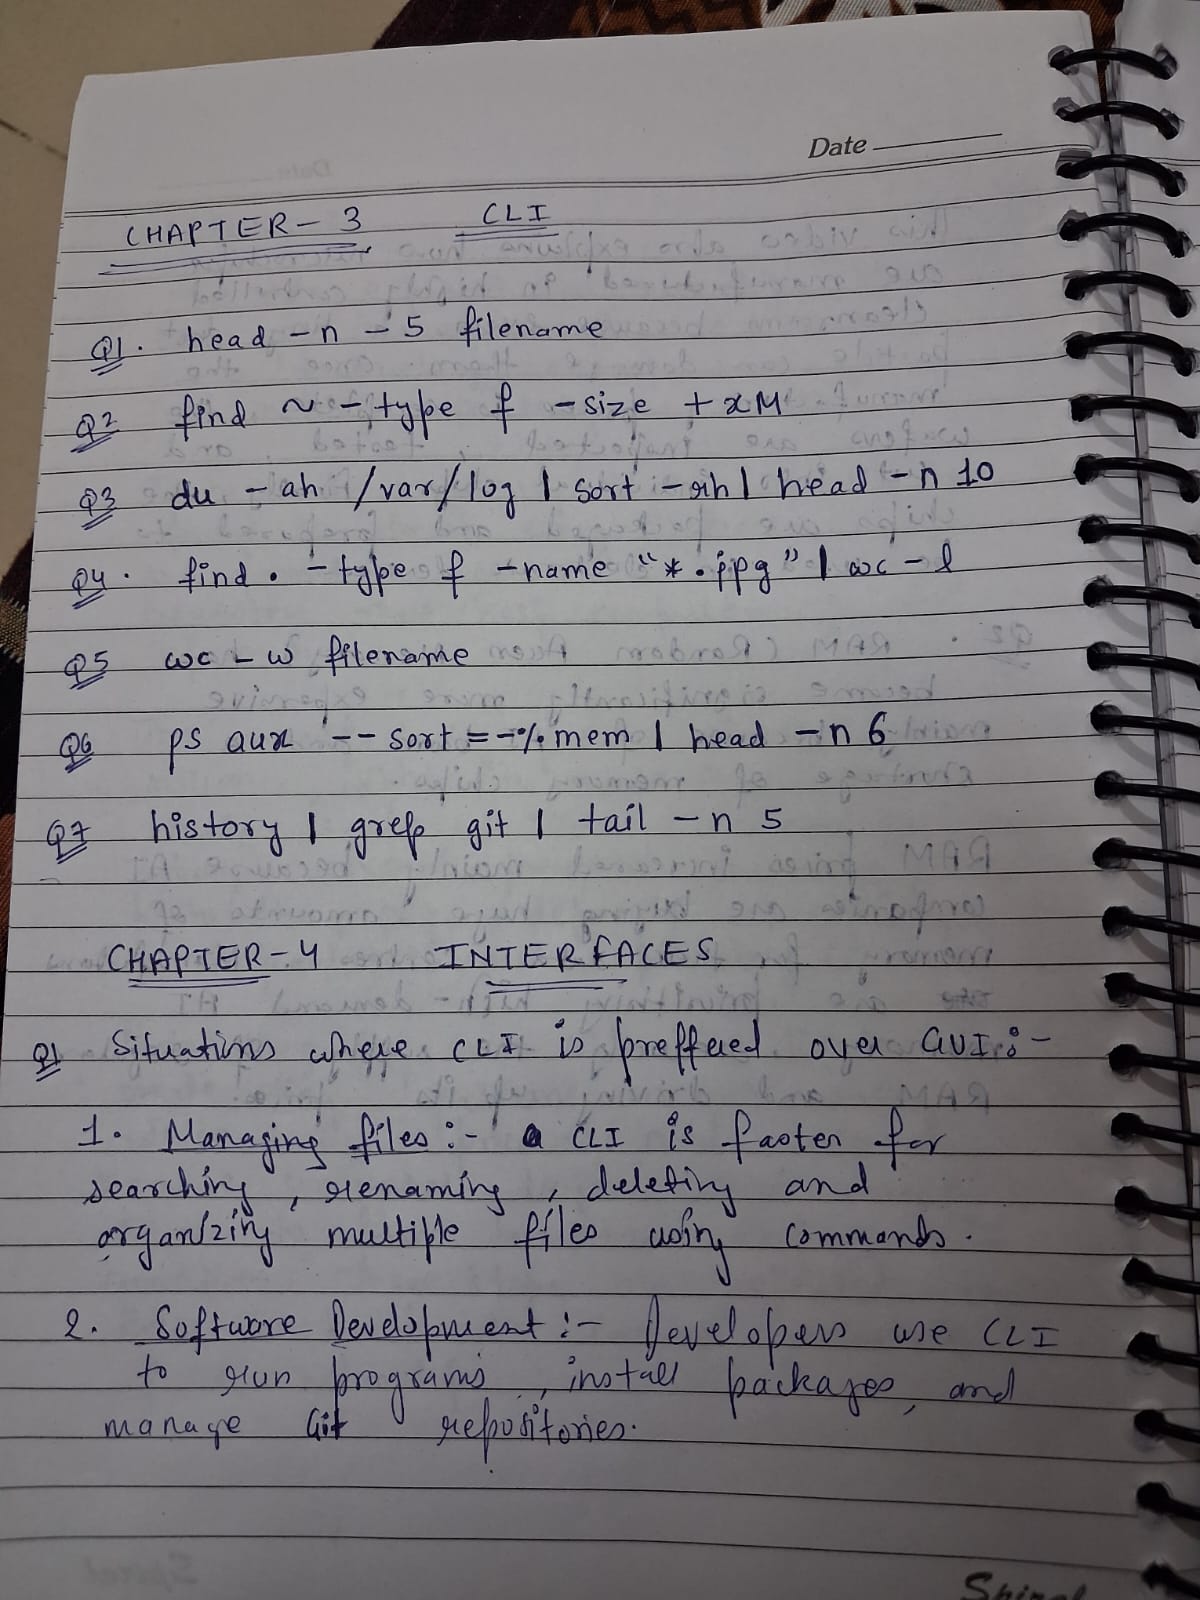 Date
CHAPTER-3 CLI
Q1. head -n -5 filename
Q2 find ~ -type f -size +xM
Q3 du -ah /var/log | sort -rh | head -n 10
Q4. find . -type f -name "*.jpg" | wc -l
Q5 wc -w filename
Q6 ps aux --sort=-%mem | head -n 6
Q7 history | grep git | tail -n 5
CHAPTER-4 INTERFACES
Q1 Situations where CLI is preffered over GUI:-
1. Managing files:- CLI is faster for
searching, renaming, deleting and
organizing multiple files using commands.
2. Software Development:- Developers use CLI
to run programs, install packages, and
manage Git repositories.